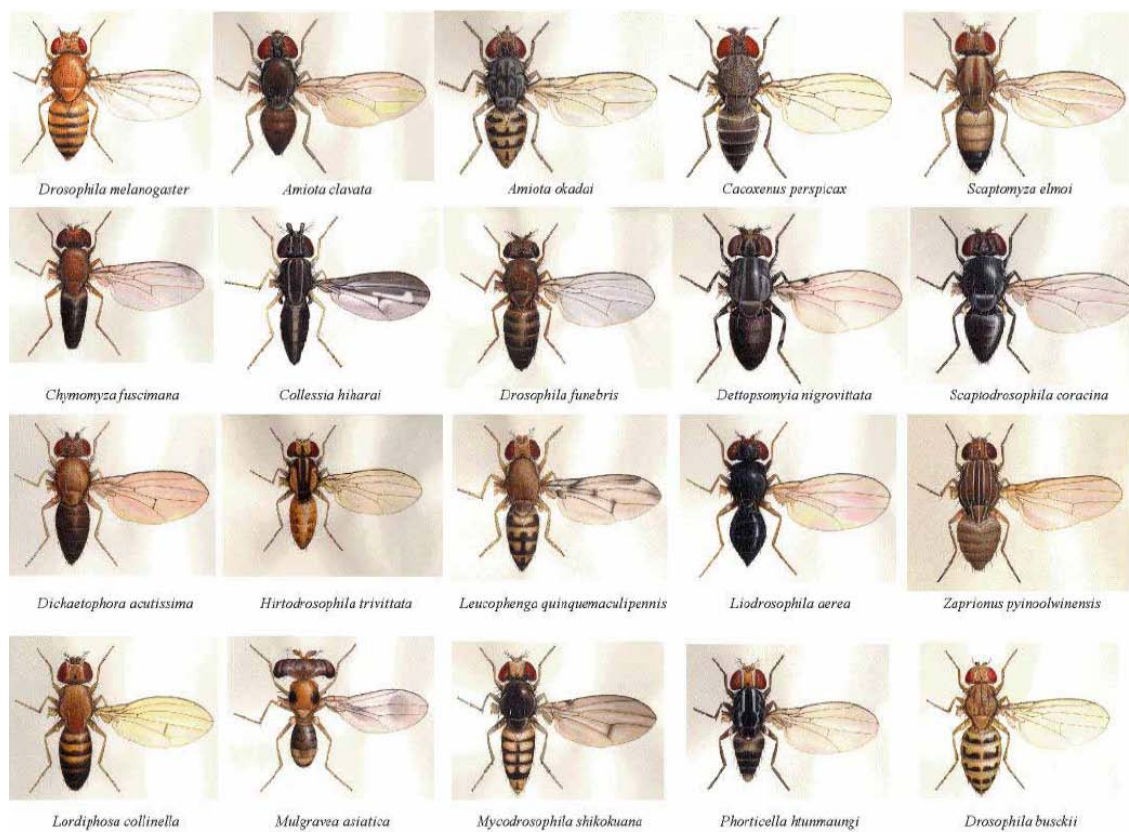 Drosophila melanogaster
Amiota clavata
Amiota okadai
Cacoxenus perspicax
Scaptomyza elmoi
Chymomyza fuscimana
Collessia hiharai
Drosophila funebris
Dettopsomyia nigrovittata
Scaptodrosophila coracina
Dichaetophora acutissima
Hirtodrosophila trivittata
Leucophenga quinquemaculipennis
Liodrosophila aerea
Zaprionus pyinoolwinensis
Lordiphosa collinella
Mulgravea asiatica
Mycodrosophila shikokuana
Phorticella htunmaungi
Drosophila busckii